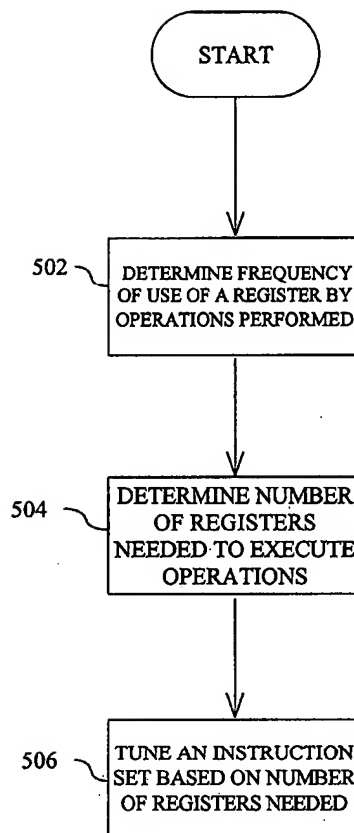 START
502
DETERMINE FREQUENCY
OF USE OF A REGISTER BY
OPERATIONS PERFORMED
504
DETERMINE NUMBER
OF REGISTERS
NEEDED TO EXECUTE
OPERATIONS
506
TUNE AN INSTRUCTION
SET BASED ON NUMBER
OF REGISTERS NEEDED